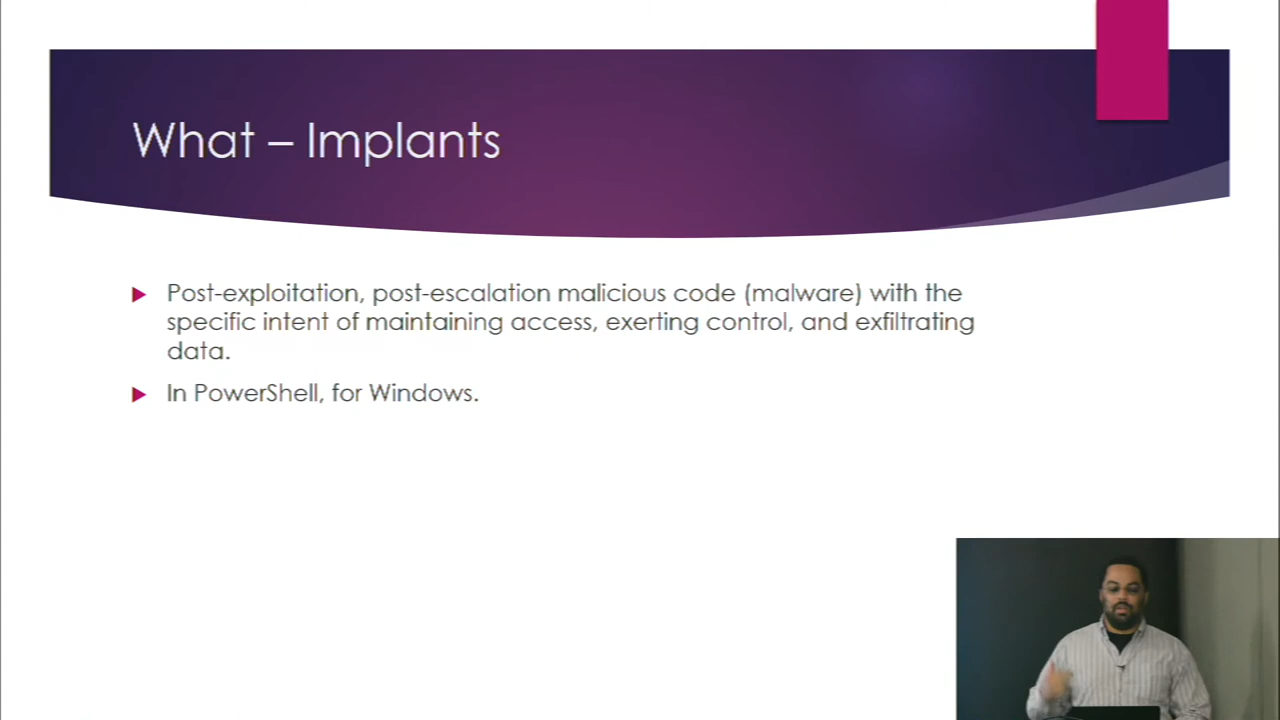 What – Implants
Post-exploitation, post-escalation malicious code (malware) with the
specific intent of maintaining access, exerting control, and exfiltrating
data.
In PowerShell, for Windows.